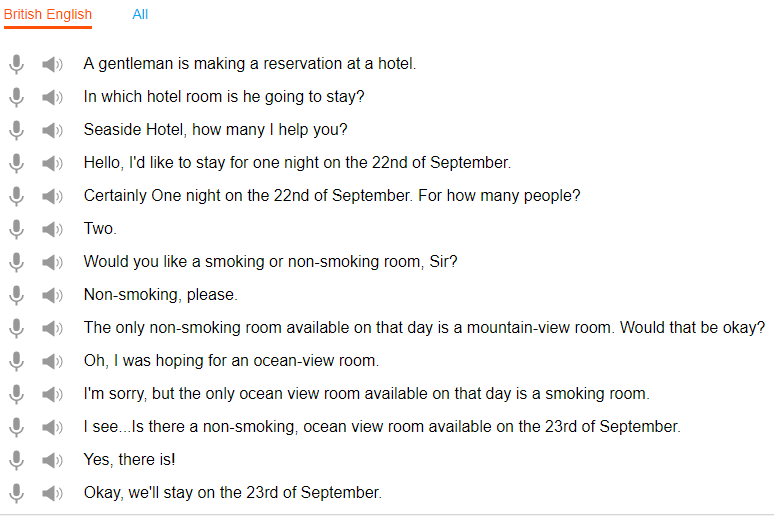 British English All
A gentleman is making a reservation at a hotel.
In which hotel room is he going to stay?
Seaside Hotel, how many I help you?
Hello, I'd like to stay for one night on the 22nd of September.
Certainly One night on the 22nd of September. For how many people?
Two.
Would you like a smoking or non-smoking room, Sir?
Non-smoking, please.
The only non-smoking room available on that day is a mountain-view room. Would that be okay?
Oh, I was hoping for an ocean-view room.
I'm sorry, but the only ocean view room available on that day is a smoking room.
I see...Is there a non-smoking, ocean view room available on the 23rd of September.
Yes, there is!
Okay, we'll stay on the 23rd of September.